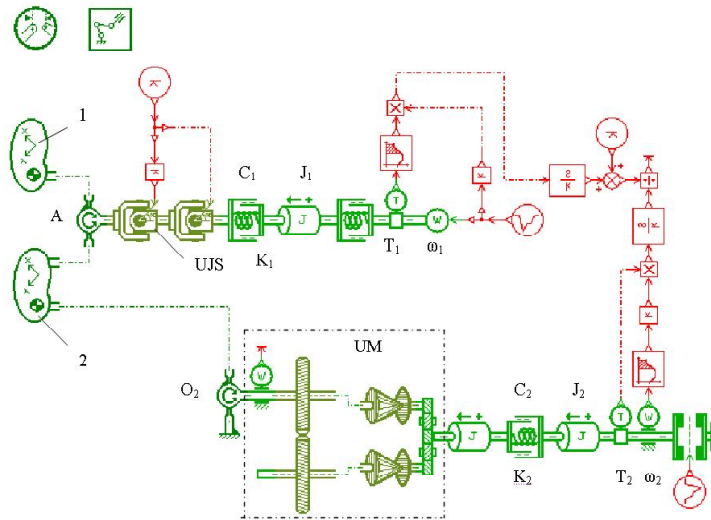 1
K
C₁ J₁
K
K
T
W
J
A
UJS
K₁
T₁ ω₁
2
UM
O₂
W
C₂ J₂
T W
J J
K₂
T₂ ω₂